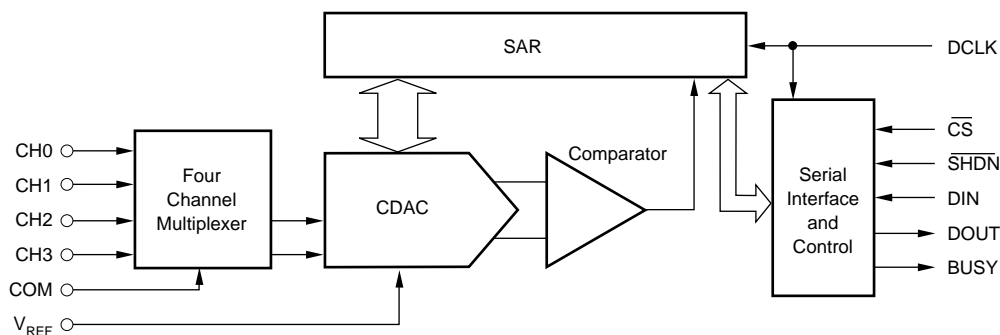 SAR
DCLK
CH0
CH1
CH2
CH3
COM
VREF
Four
Channel
Multiplexer
CDAC
Comparator
Serial
Interface
and
Control
CS
SHDN
DIN
DOUT
BUSY